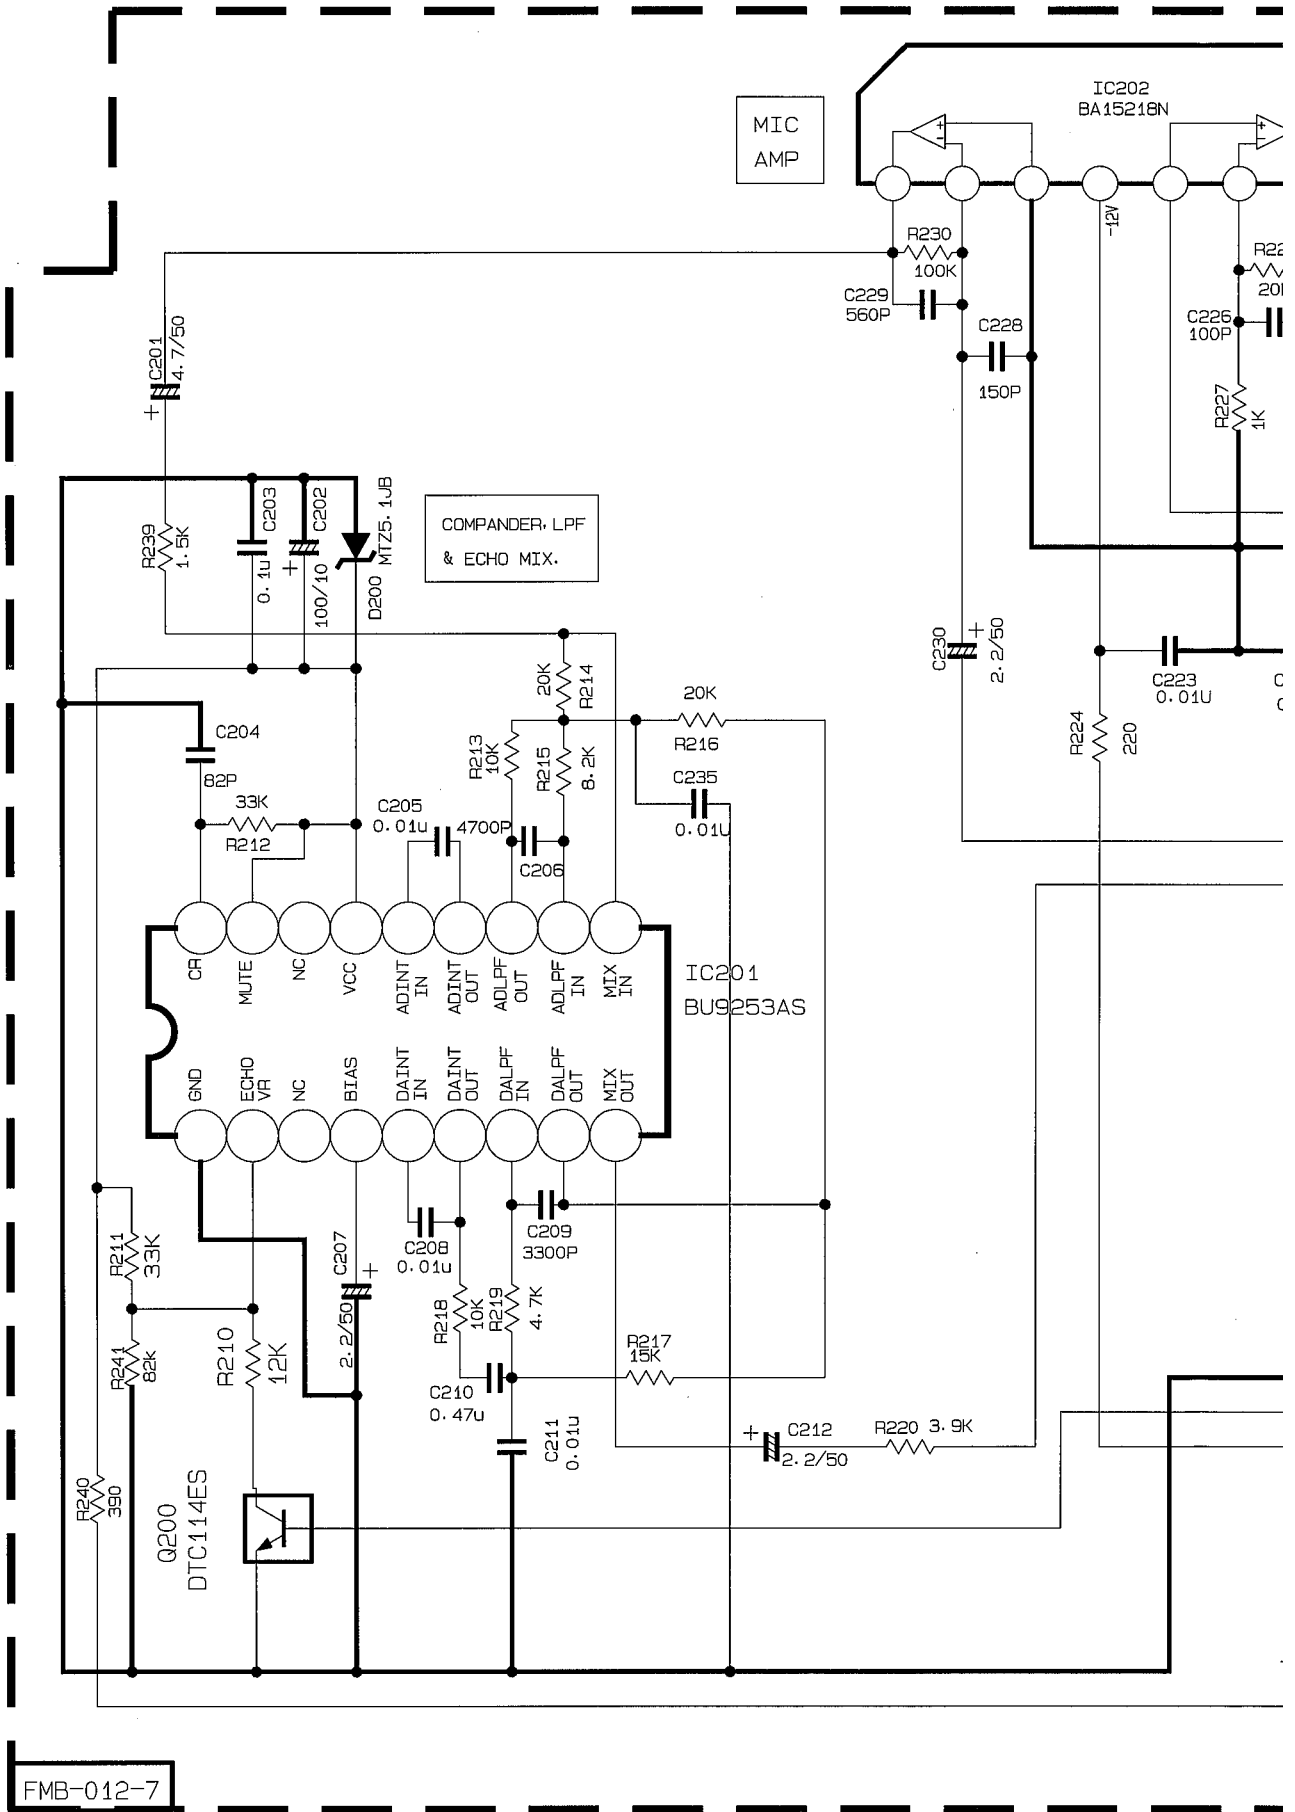 IC202
BA15218N
MIC
AMP
-12V
R230
100K
C229
560P
C228
150P
C226
100P
R227
1K
C201
4.7/50
+
R239
1.5K
C203
0.1u
C202
100/10
+
MTZ5.1JB
D200
COMPANDER, LPF
& ECHO MIX.
C230
2.2/50
+
C223
0.01U
R224
220
C204
82P
33K
R212
C205
0.01u
4700P
C206
R213
10K
20K
R214
R215
8.2K
20K
R216
C235
0.01U
CR
MUTE
NC
VCC
ADINT
IN
ADINT
OUT
ADLPF
OUT
ADLPF
IN
MIX
IN
IC201
BU9253AS
GND
ECHO
VR
NC
BIAS
DAINT
IN
DAINT
OUT
DALPF
IN
DALPF
OUT
MIX
OUT
R211
33K
R241
82K
R210
12K
C207
2.2/50
+
C208
0.01u
C209
3300P
R218
10K
R219
4.7K
R217
15K
C210
0.47u
C211
0.01u
+
C212
2.2/50
R220 3.9K
R240
390
Q200
DTC114ES
FMB-012-7